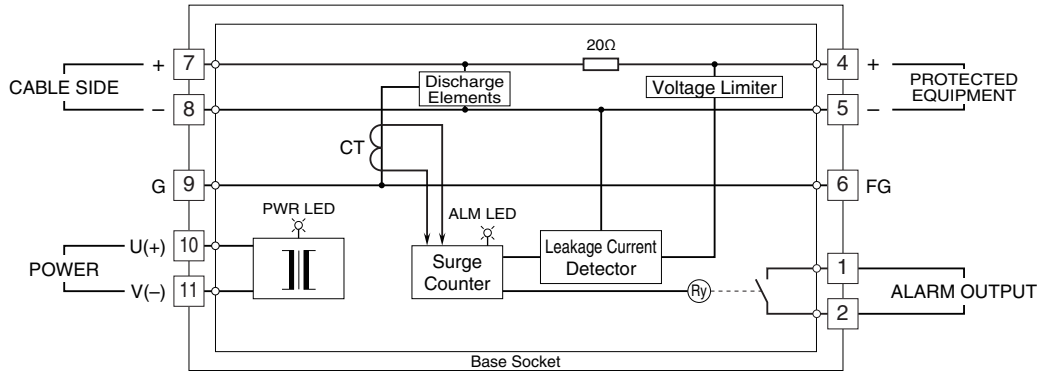 20Ω
+ 7
4 +
CABLE SIDE
Discharge
Elements
Voltage Limiter
PROTECTED
EQUIPMENT
– 8
5 –
CT
G 9
6 FG
PWR LED
ALM LED
U(+) 10
POWER
V(–) 11
Surge
Counter
Leakage Current
Detector
Ry
1
ALARM OUTPUT
2
Base Socket